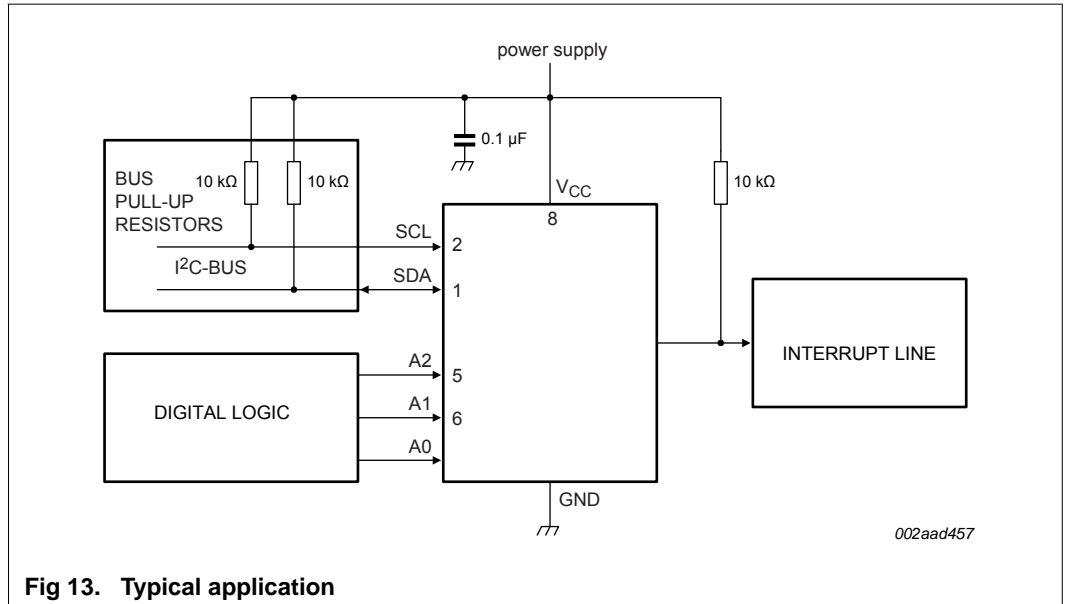 power supply
0.1 µF
BUS
PULL-UP
RESISTORS
10 kΩ
10 kΩ
10 kΩ
VCC
8
SCL
2
I2C-BUS
SDA
1
A2
5
DIGITAL LOGIC
A1
6
A0
INTERRUPT LINE
GND
002aad457
Fig 13. Typical application